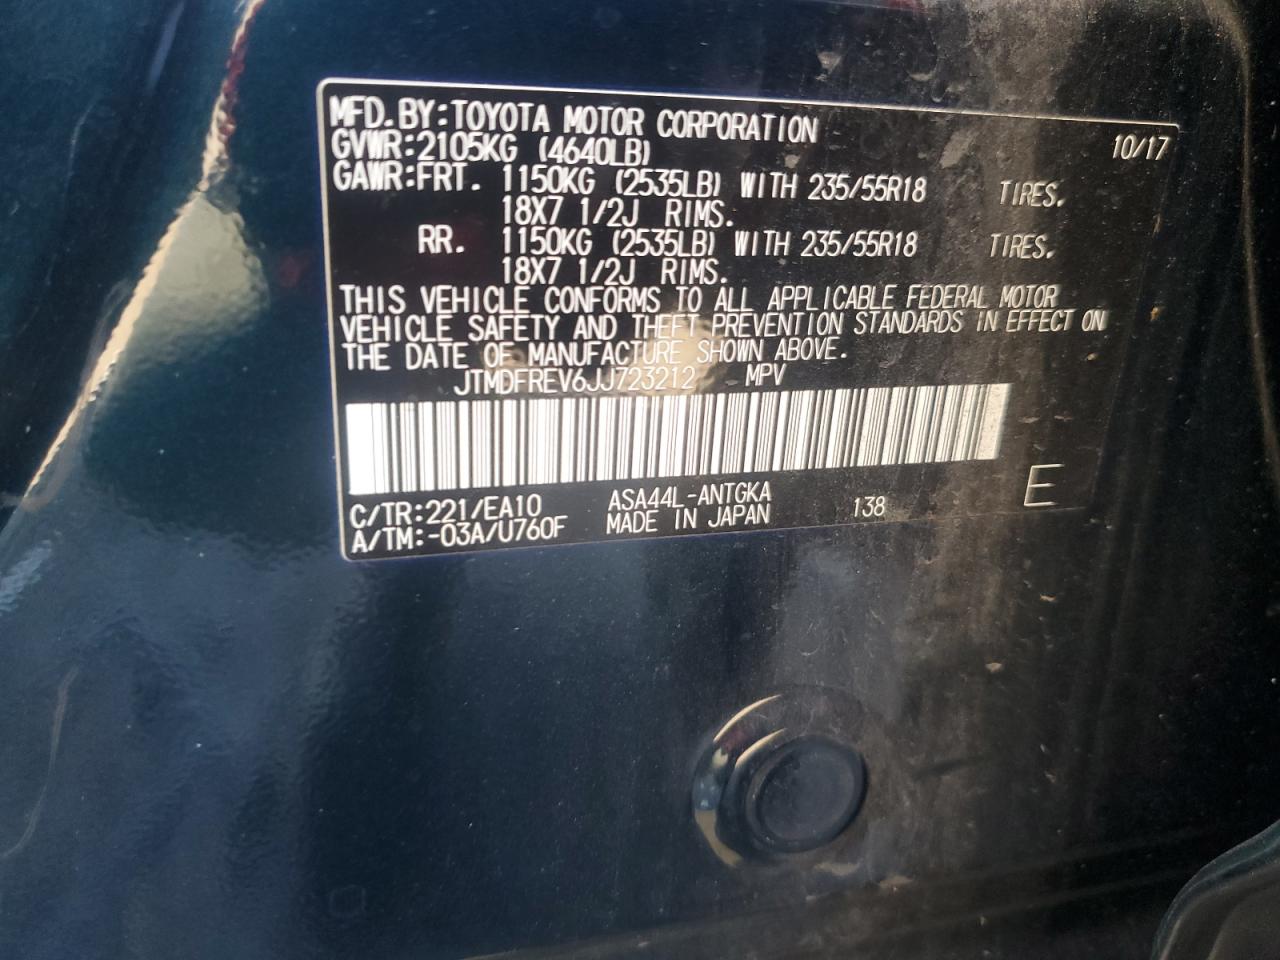 MFD. BY: TOYOTA MOTOR CORPORATION 10/17
GVWR: 2105KG (4640LB)
GAWR: FRT. 1150KG (2535LB) WITH 235/55R18 TIRES.
18X7 1/2J RIMS.
RR. 1150KG (2535LB) WITH 235/55R18 TIRES.
18X7 1/2J RIMS.
THIS VEHICLE CONFORMS TO ALL APPLICABLE FEDERAL MOTOR
VEHICLE SAFETY AND THEFT PREVENTION STANDARDS IN EFFECT ON
THE DATE OF MANUFACTURE SHOWN ABOVE.
JTMDFREV6JJ723212 MPV
C/TR: 221/EA10 ASA44L-ANTGKA 138 E
A/TM: -03A/U760F MADE IN JAPAN